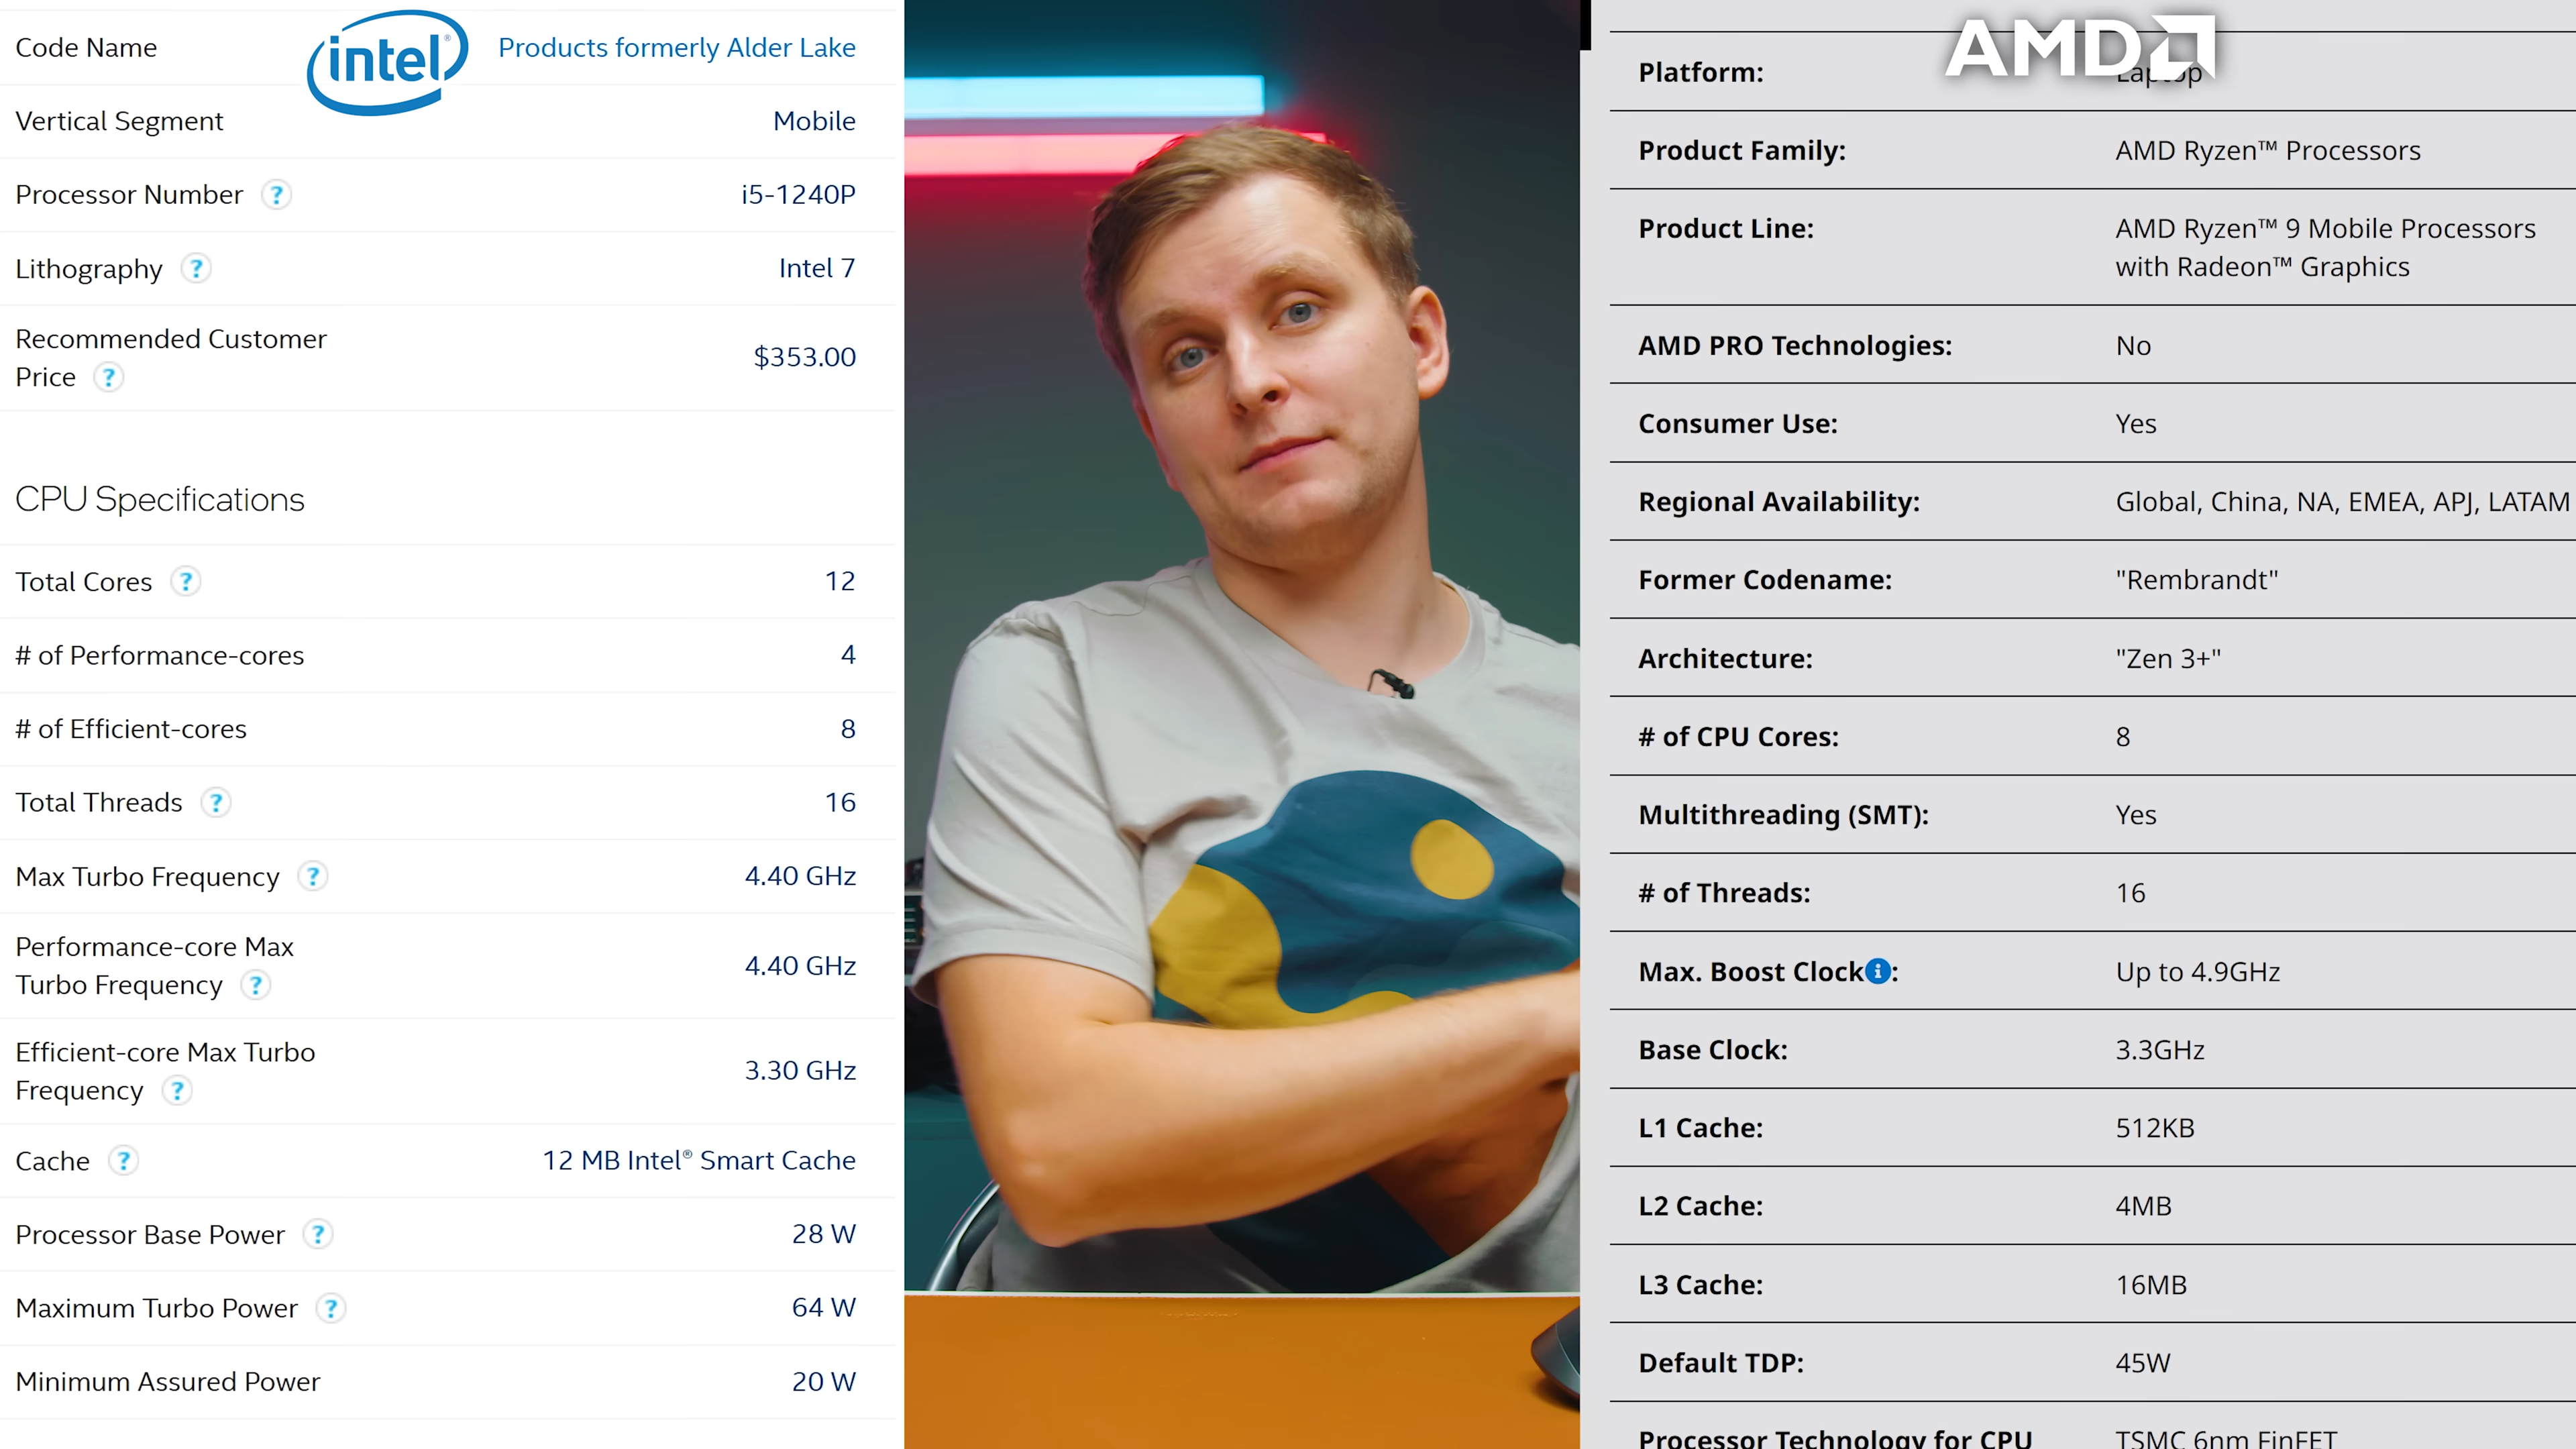 Code Name
intel®
Products formerly Alder Lake
Vertical Segment
Mobile
Processor Number ?
i5-1240P
Lithography ?
Intel 7
Recommended Customer
Price ?
$353.00
CPU Specifications
Total Cores ?
12
# of Performance-cores
4
# of Efficient-cores
8
Total Threads ?
16
Max Turbo Frequency ?
4.40 GHz
Performance-core Max
Turbo Frequency ?
4.40 GHz
Efficient-core Max Turbo
Frequency ?
3.30 GHz
Cache ?
12 MB Intel® Smart Cache
Processor Base Power ?
28 W
Maximum Turbo Power ?
64 W
Minimum Assured Power
20 W
AMD
Platform:
Laptop
Product Family:
AMD Ryzen™ Processors
Product Line:
AMD Ryzen™ 9 Mobile Processors
with Radeon™ Graphics
AMD PRO Technologies:
No
Consumer Use:
Yes
Regional Availability:
Global, China, NA, EMEA, APJ, LATAM
Former Codename:
"Rembrandt"
Architecture:
"Zen 3+"
# of CPU Cores:
8
Multithreading (SMT):
Yes
# of Threads:
16
Max. Boost Clock i :
Up to 4.9GHz
Base Clock:
3.3GHz
L1 Cache:
512KB
L2 Cache:
4MB
L3 Cache:
16MB
Default TDP:
45W
Processor Technology for CPU
TSMC 6nm FinFET